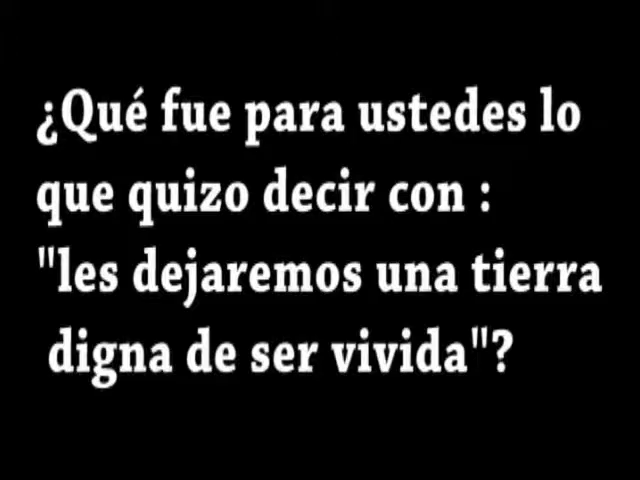 ¿Qué fue para ustedes lo
que quizo decir con :
"les dejaremos una tierra
digna de ser vivida"?